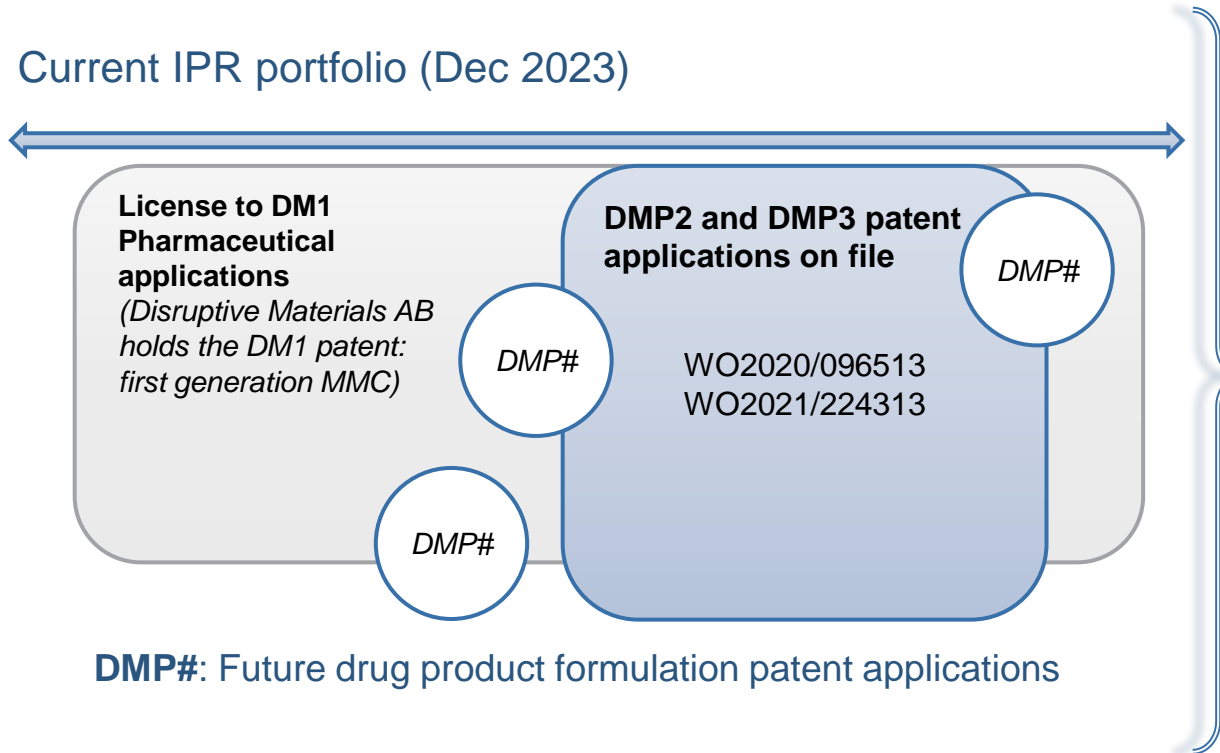 Current IPR portfolio (Dec 2023)
License to DM1
Pharmaceutical
applications
(Disruptive Materials AB
holds the DM1 patent:
first generation MMC)
DMP2 and DMP3 patent
applications on file
WO2020/096513
WO2021/224313
DMP#
DMP#
DMP#
DMP#: Future drug product formulation patent applications